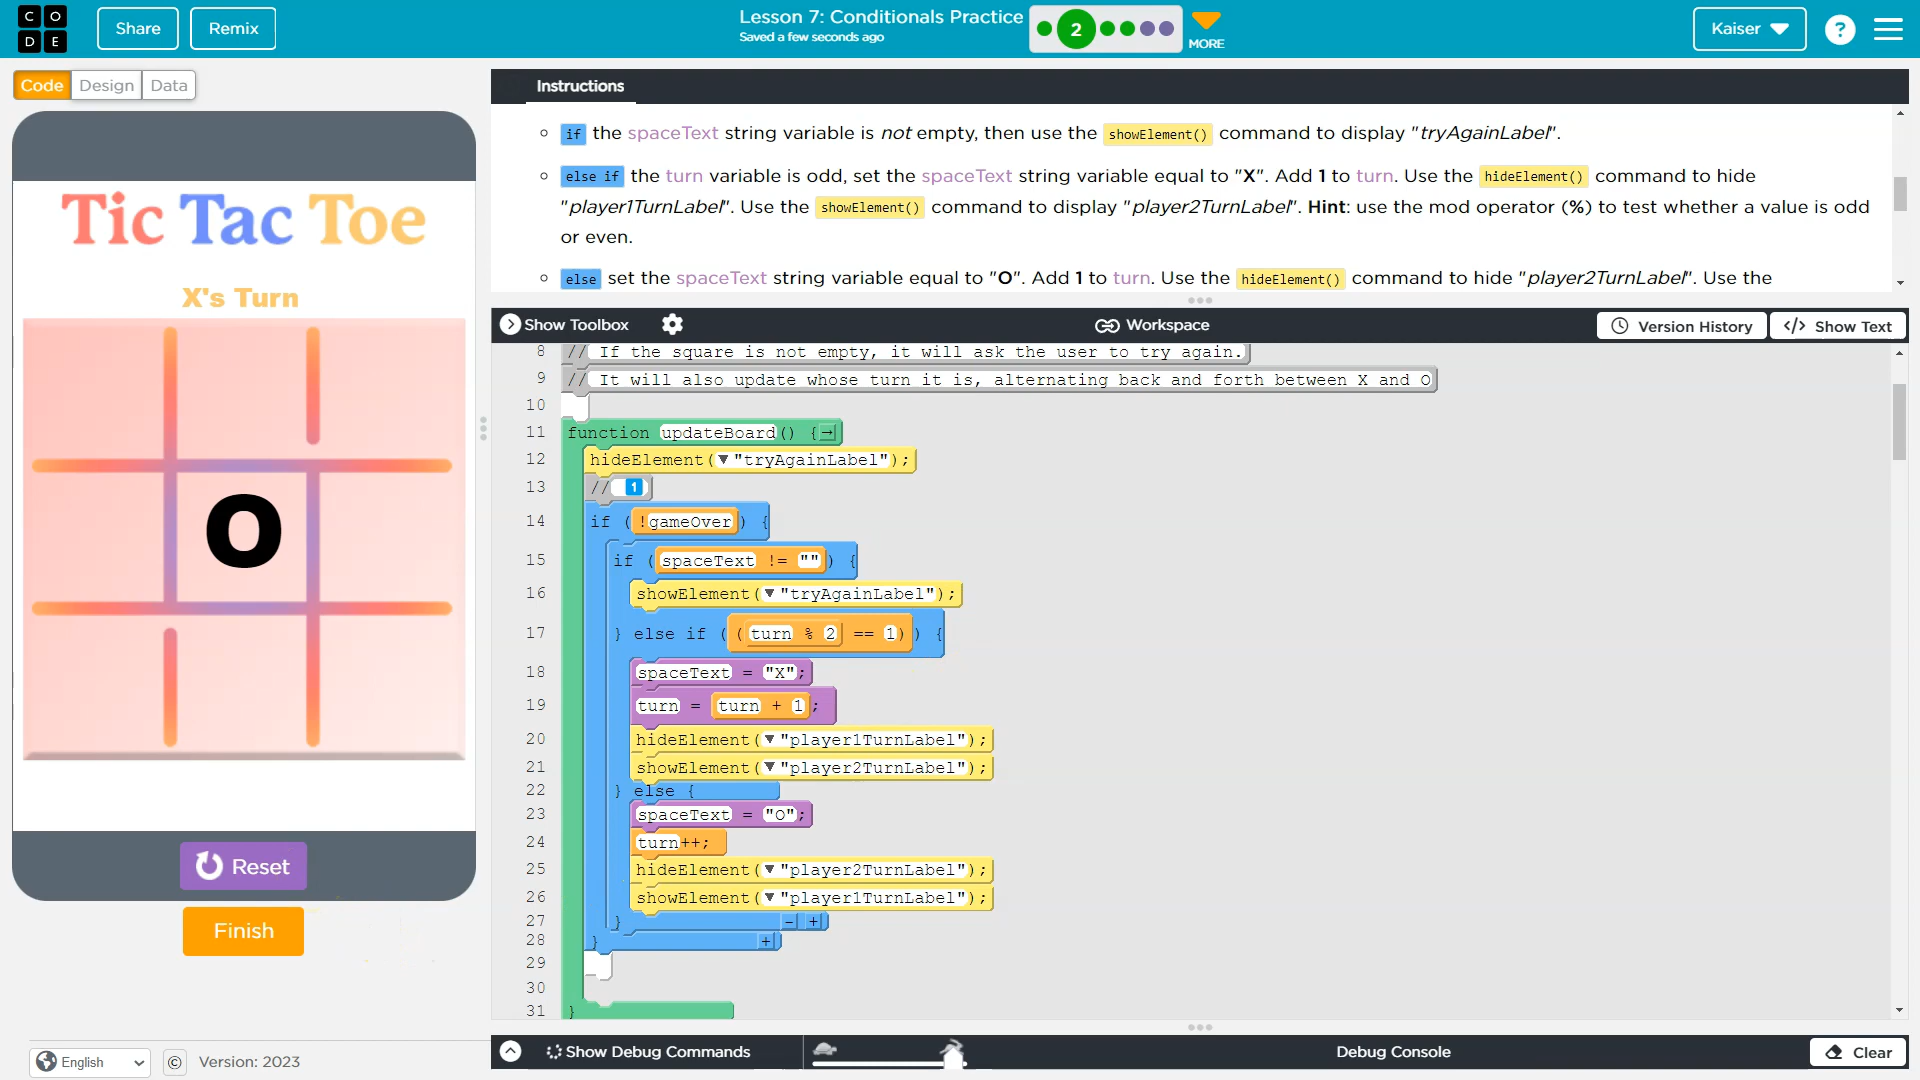 C O
D E
Share
Remix
Lesson 7: Conditionals Practice
Saved a few seconds ago
2
MORE
Kaiser
?
Code
Design
Data
Instructions
if the spaceText string variable is not empty, then use the showElement() command to display "tryAgainLabel".
else if the turn variable is odd, set the spaceText string variable equal to "X". Add 1 to turn. Use the hideElement() command to hide
"player1TurnLabel". Use the showElement() command to display "player2TurnLabel". Hint: use the mod operator (%) to test whether a value is odd
or even.
else set the spaceText string variable equal to "O". Add 1 to turn. Use the hideElement() command to hide "player2TurnLabel". Use the
Tic Tac Toe
X's Turn
O
Reset
Finish
Show Toolbox
Workspace
Version History
</> Show Text
8 // If the square is not empty, it will ask the user to try again.
9 // It will also update whose turn it is, alternating back and forth between X and O
10
11 function updateBoard() {→
12 hideElement(▼"tryAgainLabel");
13 // 1
14 if (!gameOver) {
15 if (spaceText != "") {
16 showElement(▼"tryAgainLabel");
17 } else if ((turn % 2 == 1)) {
18 spaceText = "X";
19 turn = turn + 1;
20 hideElement(▼"player1TurnLabel");
21 showElement(▼"player2TurnLabel");
22 } else {
23 spaceText = "O";
24 turn++;
25 hideElement(▼"player2TurnLabel");
26 showElement(▼"player1TurnLabel");
27 } - +
28 } +
29
30
31 }
Show Debug Commands
Debug Console
Clear
English
©
Version: 2023